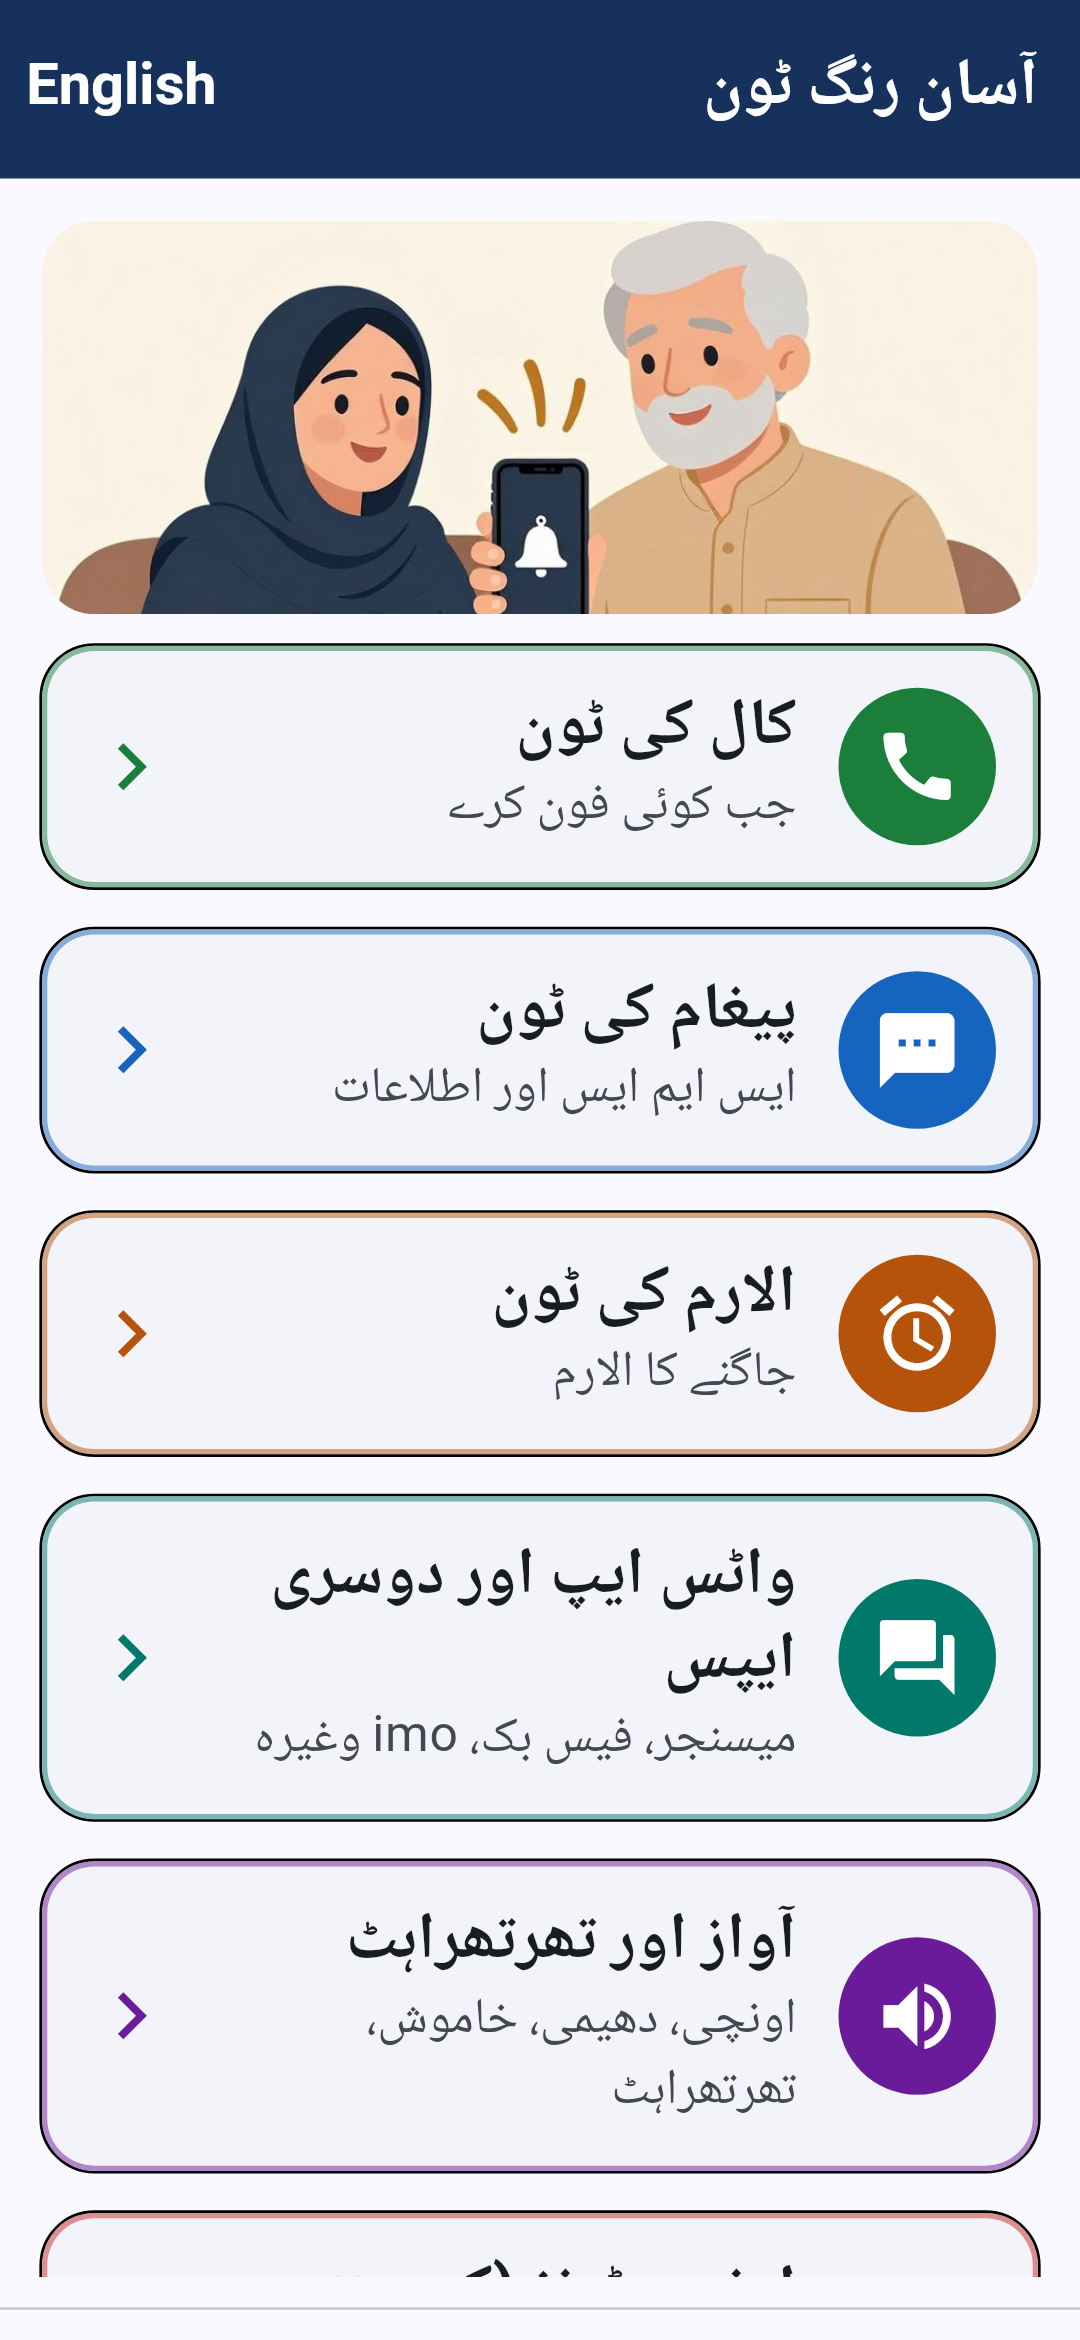 آسان رنگ ٹون
English
کال کی ٹون
جب کوئی فون کرے
پیغام کی ٹون
ایس ایم ایس اور اطلاعات
الارم کی ٹون
جاگنے کا الارم
واٹس ایپ اور دوسری
ایپس
میسنجر، فیس بک، imo وغیرہ
آواز اور تھرتھراہٹ
اونچی، دھیمی، خاموش،
تھرتھراہٹ